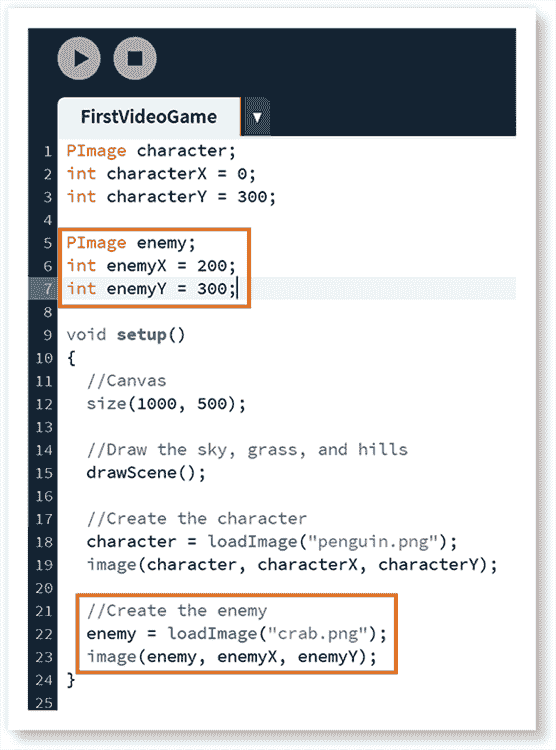 FirstVideoGame
1 PImage character;
2 int characterX = 0;
3 int characterY = 300;
4
5 PImage enemy;
6 int enemyX = 200;
7 int enemyY = 300;
8
9 void setup()
10 {
11 //Canvas
12 size(1000, 500);
13
14 //Draw the sky, grass, and hills
15 drawScene();
16
17 //Create the character
18 character = loadImage("penguin.png");
19 image(character, characterX, characterY);
20
21 //Create the enemy
22 enemy = loadImage("crab.png");
23 image(enemy, enemyX, enemyY);
24 }
25